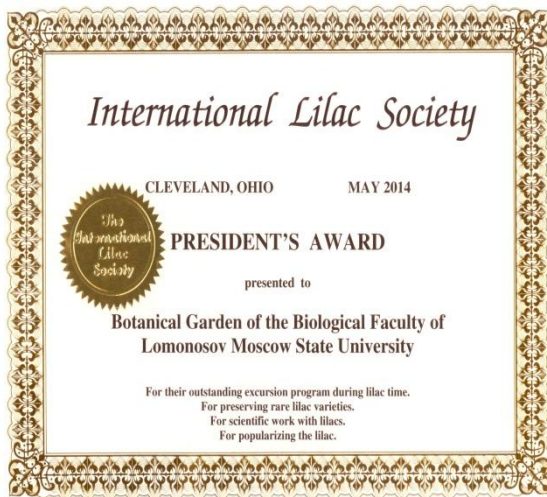 International Lilac Society
CLEVELAND, OHIO MAY 2014
The
International
Lilac
Society
PRESIDENT'S AWARD
presented to
Botanical Garden of the Biological Faculty of
Lomonosov Moscow State University
For their outstanding excursion program during lilac time.
For preserving rare lilac varieties.
For scientific work with lilacs.
For popularizing the lilac.